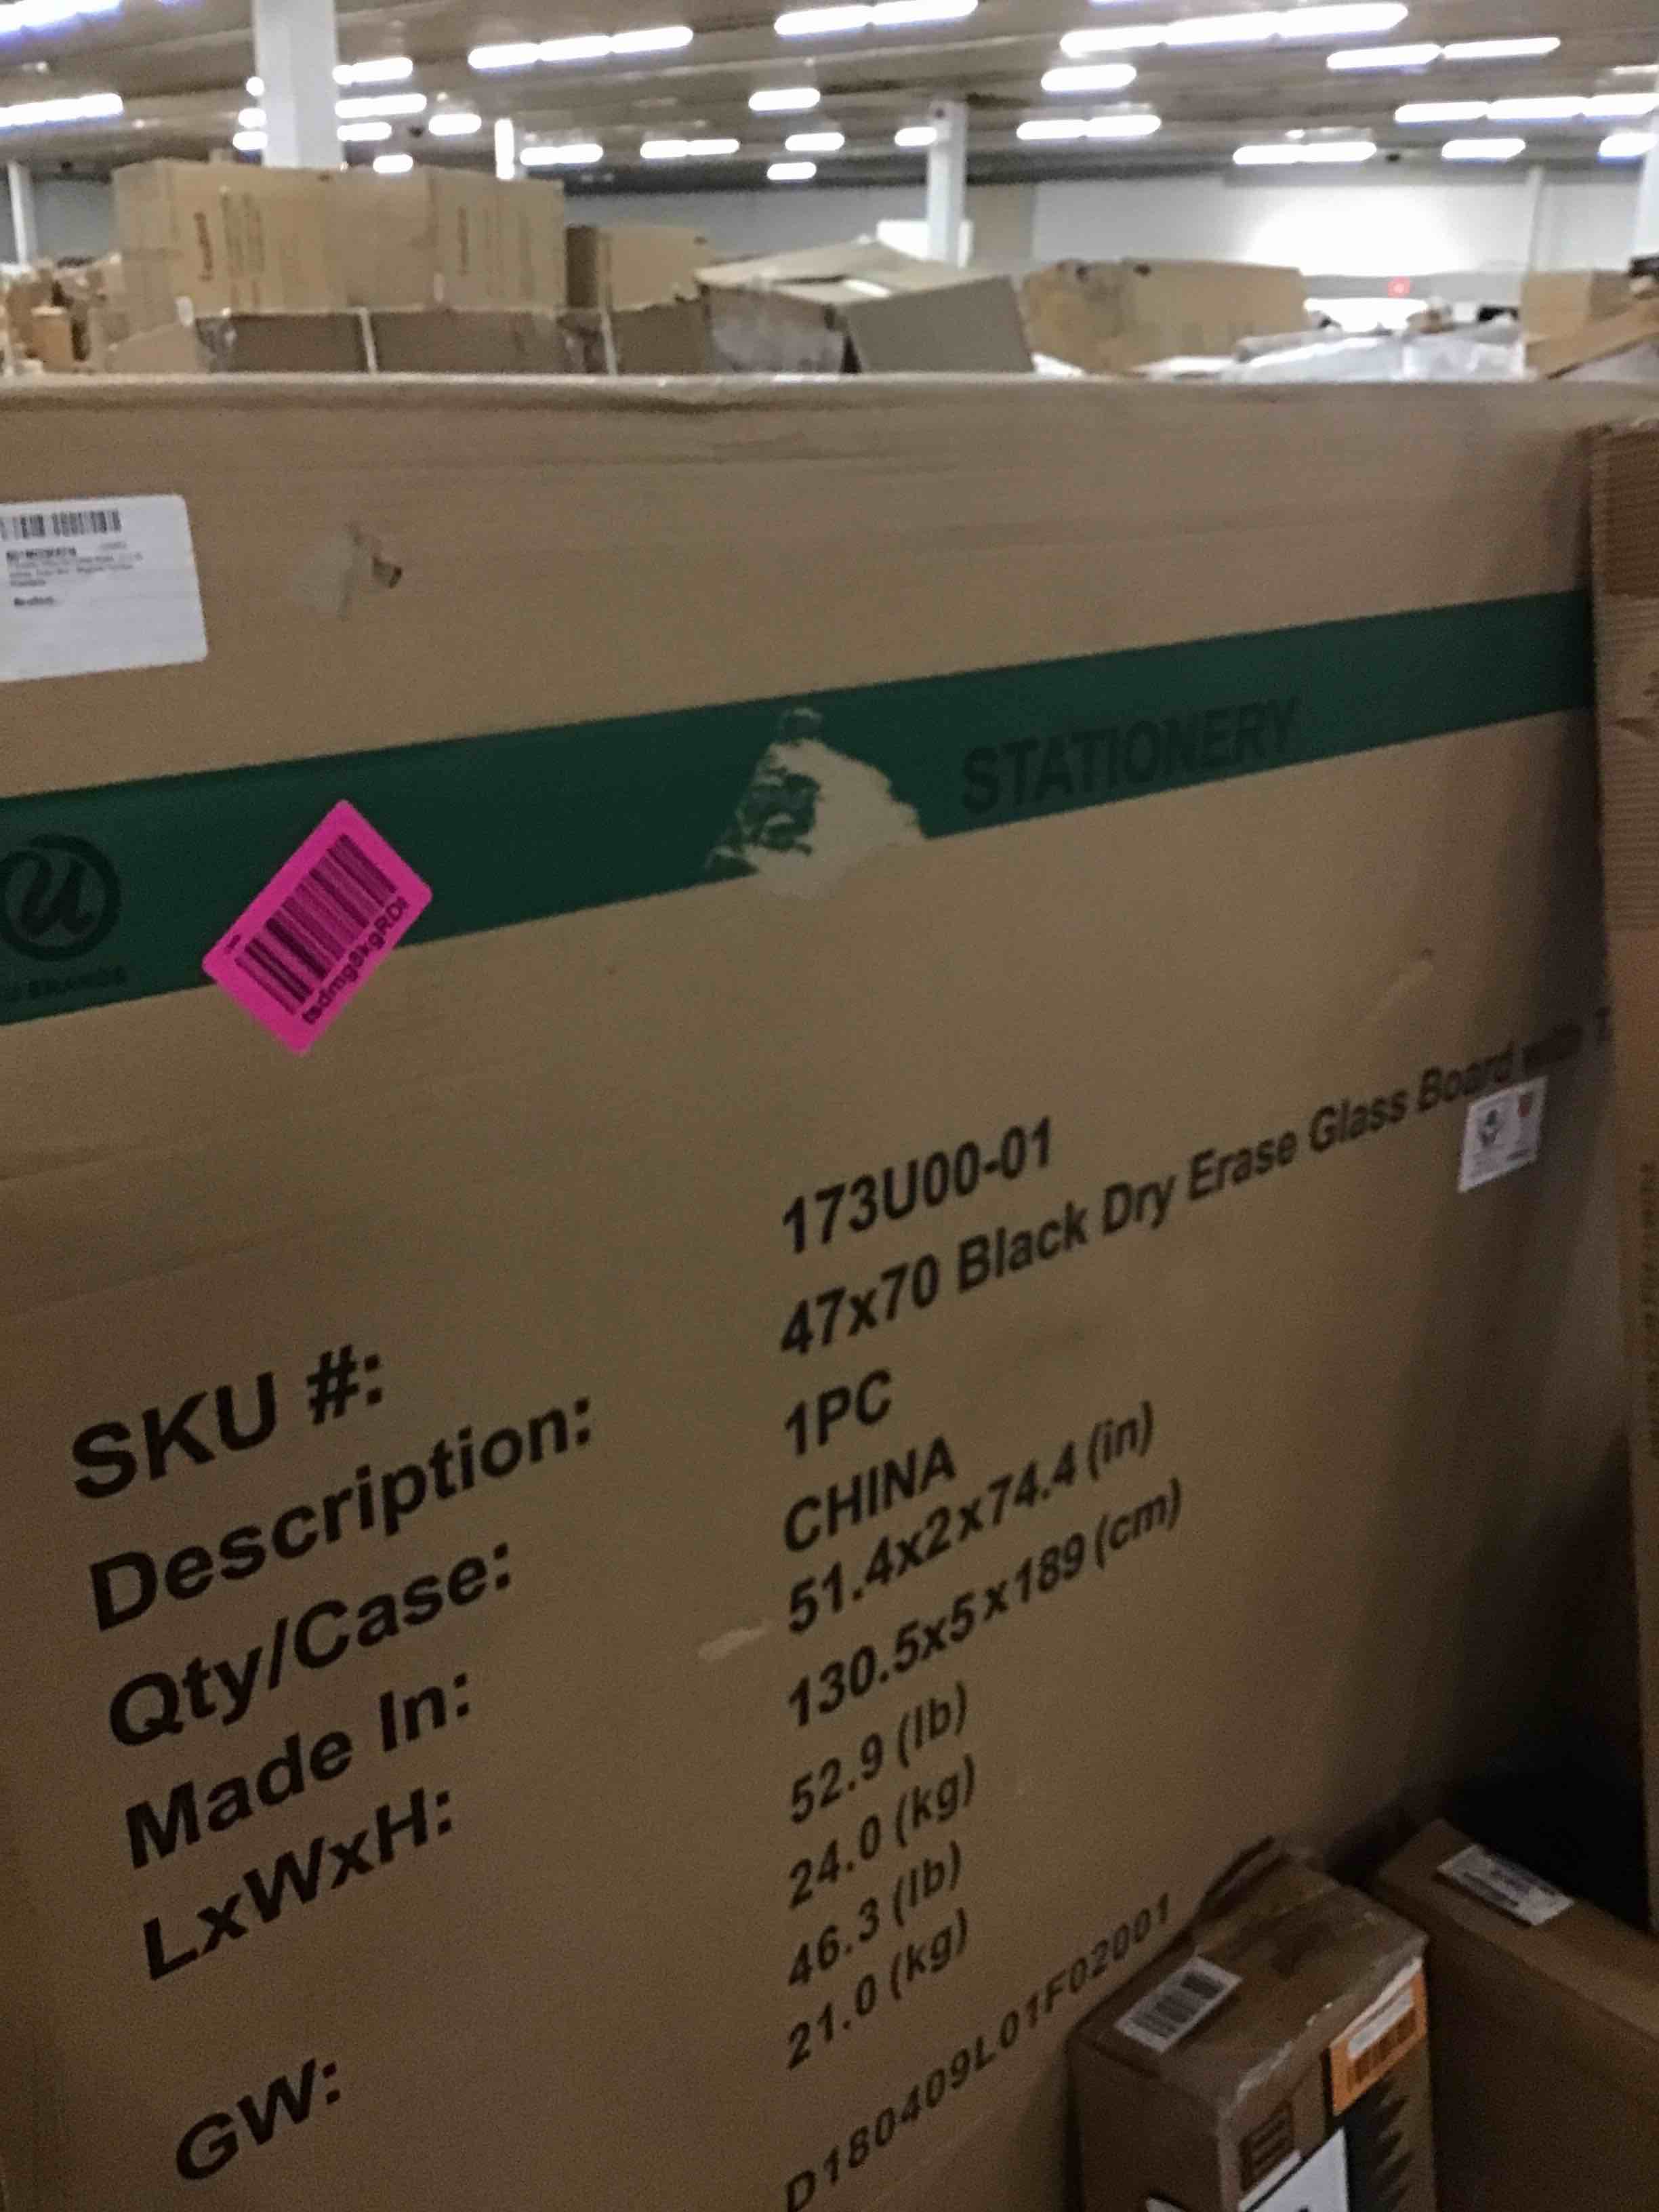 STATIONERY
U BRANDS
SKU #: 173U00-01
Description: 47x70 Black Dry Erase Glass Board with
Qty/Case: 1PC
Made In: CHINA
LxWxH: 51.4x2x74.4 (in)
130.5x5x189 (cm)
GW: 52.9 (lb)
24.0 (kg)
46.3 (lb)
21.0 (kg)
D180409L01F02001